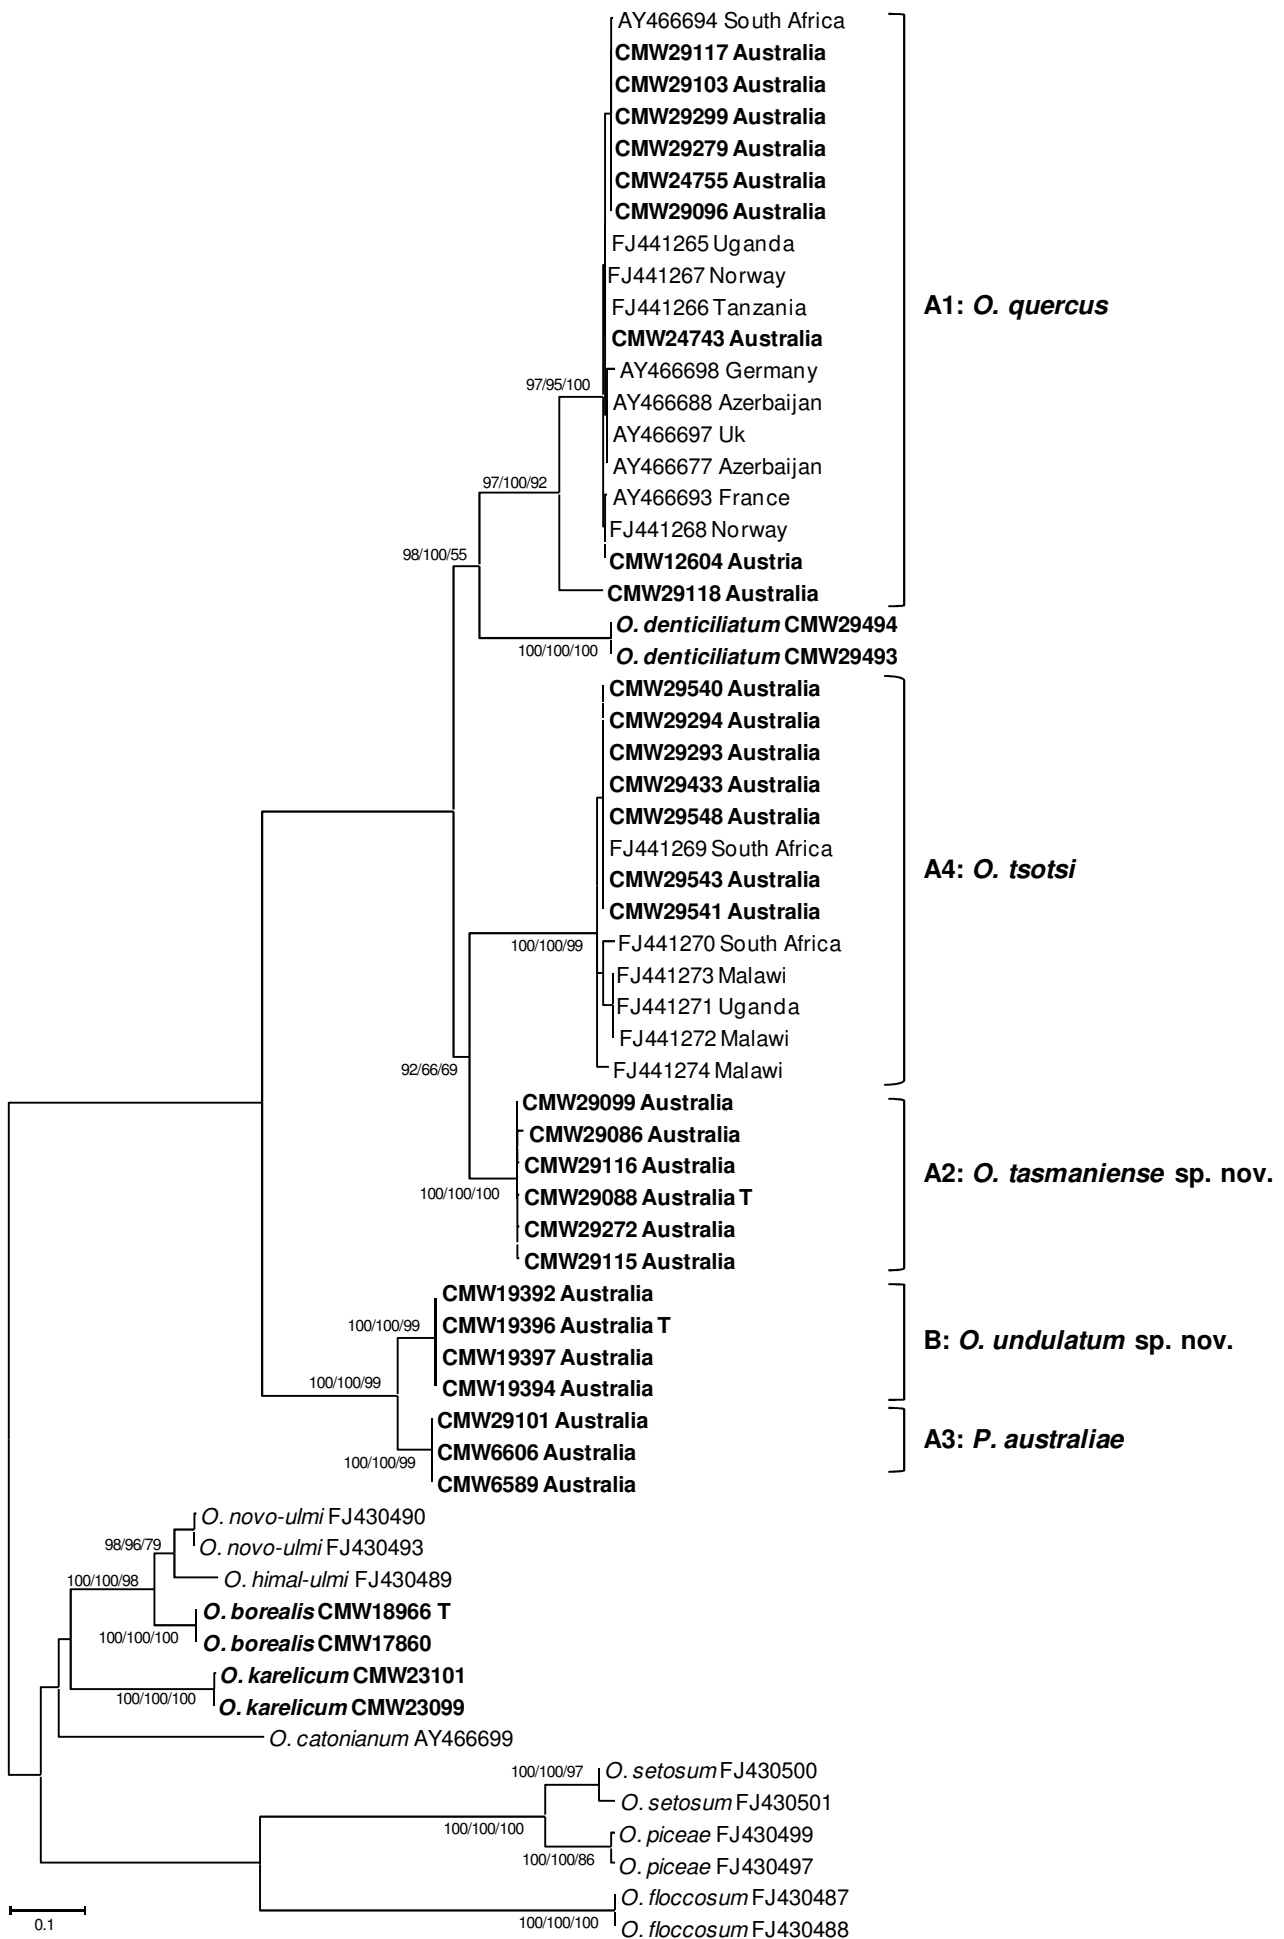 AY466694 South Africa
CMW29117 Australia
CMW29103 Australia
CMW29299 Australia
CMW29279 Australia
CMW24755 Australia
CMW29096 Australia
FJ441265 Uganda
FJ441267 Norway
A1: O. quercus
FJ441266 Tanzania
CMW24743 Australia
AY466698 Germany
97/95/100
AY466688 Azerbaijan
AY466697 Uk
AY466677 Azerbaijan
97/100/92
AY466693 France
FJ441268 Norway
98/100/55
CMW12604 Austria
CMW29118 Australia
O. denticiliatum CMW29494
100/100/100
O. denticiliatum CMW29493
CMW29540 Australia
CMW29294 Australia
CMW29293 Australia
CMW29433 Australia
CMW29548 Australia
FJ441269 South Africa
A4: O. tsotsi
CMW29543 Australia
CMW29541 Australia
100/100/99
FJ441270 South Africa
FJ441273 Malawi
FJ441271 Uganda
FJ441272 Malawi
92/66/69
FJ441274 Malawi
CMW29099 Australia
CMW29086 Australia
CMW29116 Australia
A2: O. tasmaniense sp. nov.
100/100/100
CMW29088 Australia T
CMW29272 Australia
CMW29115 Australia
CMW19392 Australia
100/100/99
CMW19396 Australia T
B: O. undulatum sp. nov.
CMW19397 Australia
100/100/99
CMW19394 Australia
CMW29101 Australia
A3: P. australiae
CMW6606 Australia
100/100/99
CMW6589 Australia
O. novo-ulmi FJ430490
98/96/79
O. novo-ulmi FJ430493
100/100/98
O. himal-ulmi FJ430489
O. borealis CMW18966 T
100/100/100
O. borealis CMW17860
O. karelicum CMW23101
100/100/100
O. karelicum CMW23099
O. catonianum AY466699
100/100/97
O. setosum FJ430500
O. setosum FJ430501
100/100/100
O. piceae FJ430499
100/100/86
O. piceae FJ430497
O. floccosum FJ430487
0.1
100/100/100
O. floccosum FJ430488